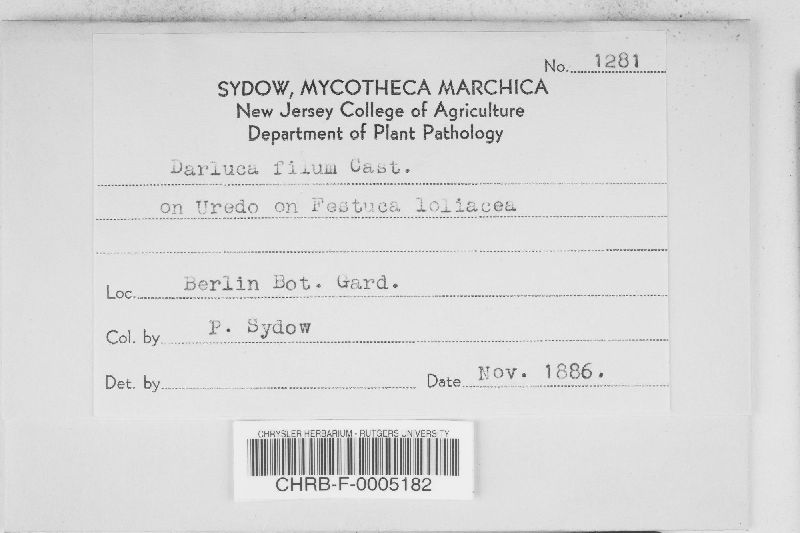 No. 1281
SYDOW, MYCOTHECA MARCHICA
New Jersey College of Agriculture
Department of Plant Pathology
Darluca filum Cast.
on Uredo on Festuca loliacea
Loc. Berlin Bot. Gard.
Col. by P. Sydow
Det. by
Date Nov. 1886.
CHRYSLER HERBARIUM - RUTGERS UNIVERSITY
CHRB-F-0005182